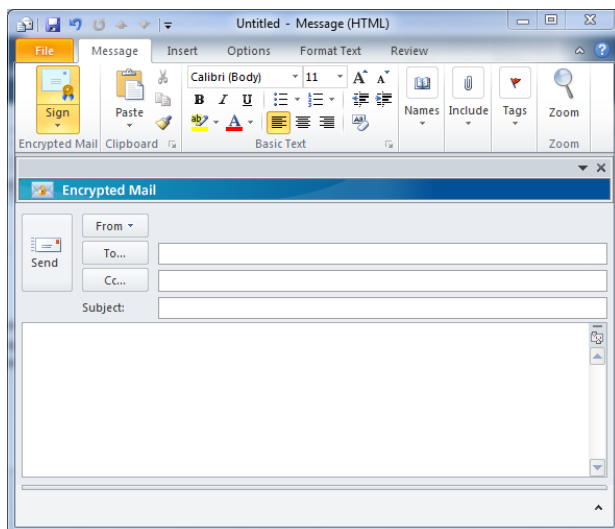 Untitled - Message (HTML)
File Message Insert Options Format Text Review
Calibri (Body) 11
B I U
Sign Paste Names Include Tags Zoom
Encrypted Mail Clipboard Basic Text Zoom
Encrypted Mail
From
Send To...
Cc...
Subject: